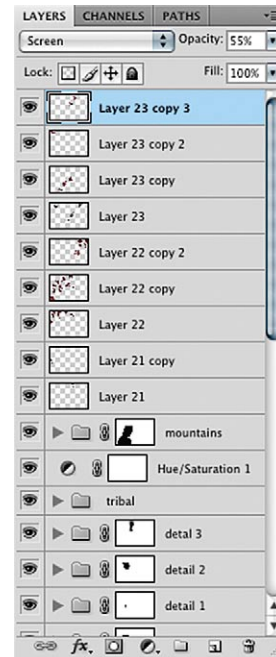 LAYERS CHANNELS PATHS
Screen Opacity: 55%
Lock: Fill: 100%
Layer 23 copy 3
Layer 23 copy 2
Layer 23 copy
Layer 23
Layer 22 copy 2
Layer 22 copy
Layer 22
Layer 21 copy
Layer 21
mountains
Hue/Saturation 1
tribal
detal 3
detail 2
detail 1
fx.